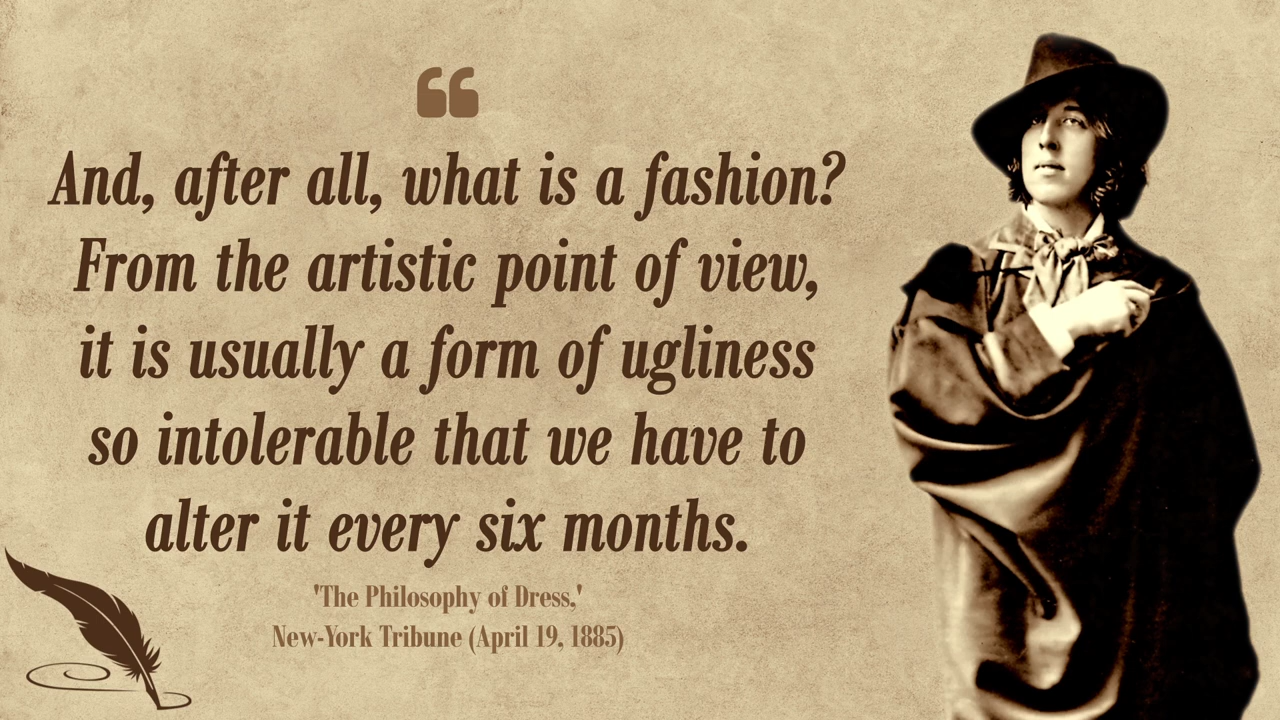 ❝
And, after all, what is a fashion?
From the artistic point of view,
it is usually a form of ugliness
so intolerable that we have to
alter it every six months.
'The Philosophy of Dress,'
New-York Tribune (April 19, 1885)